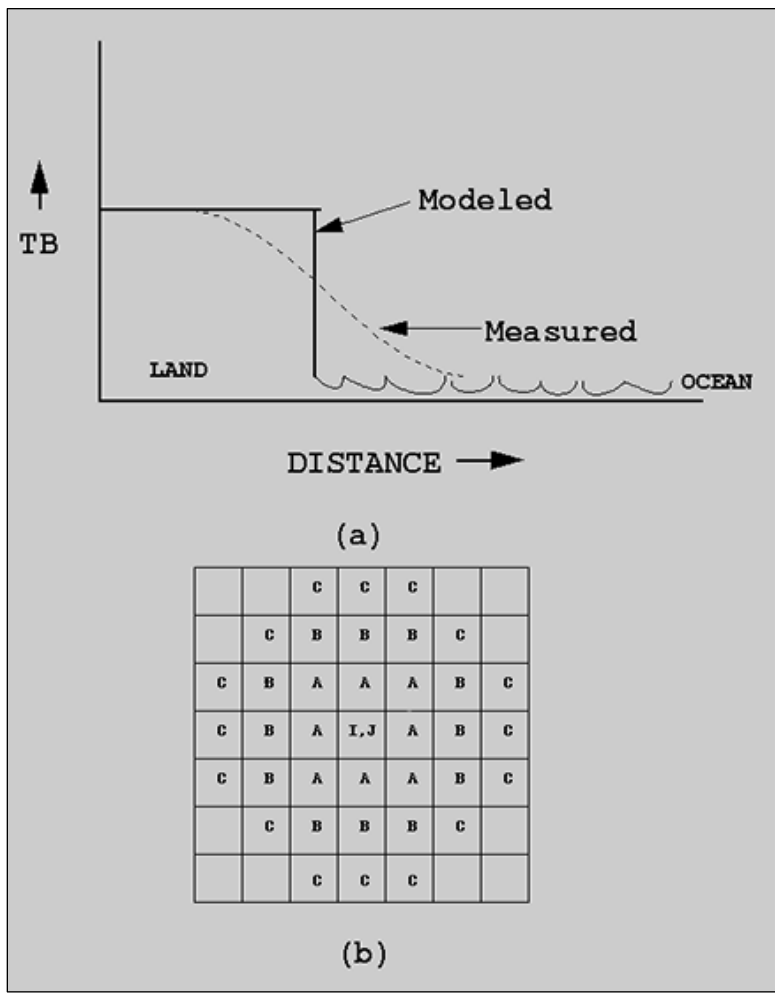 Modeled
TB
Measured
LAND
OCEAN
DISTANCE
(a)
C C C
C B B B C
C B A A A B C
C B A I,J A B C
C B A A A B C
C B B B C
C C C
(b)